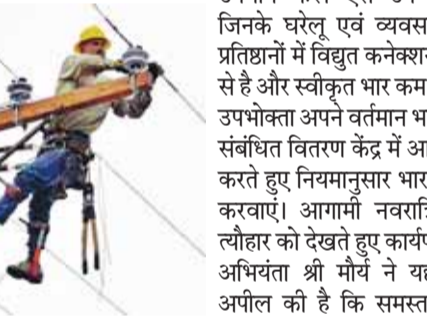 जिनके घरेलू एवं व्यवस
प्रतिष्ठानों में विद्युत कनेक्शन
से है और स्वीकृत भार कम
उपभोक्ता अपने वर्तमान भा
संबंधित वितरण केंद्र में आ
करते हुए नियमानुसार भार
करवाएं। आगामी नवरात्रि
त्यौहार को देखते हुए कार्यप
अभियंता श्री मौर्य ने यह
अपील की है कि समस्त